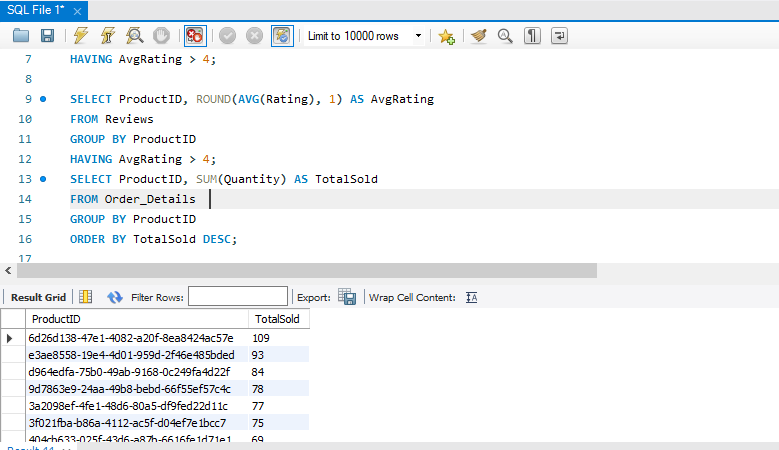 SQL File 1*
Limit to 10000 rows
7 HAVING AvgRating > 4;
8
9 SELECT ProductID, ROUND(AVG(Rating), 1) AS AvgRating
10 FROM Reviews
11 GROUP BY ProductID
12 HAVING AvgRating > 4;
13 SELECT ProductID, SUM(Quantity) AS TotalSold
14 FROM Order_Details
15 GROUP BY ProductID
16 ORDER BY TotalSold DESC;
17
Result Grid Filter Rows: Export: Wrap Cell Content:
ProductID TotalSold
6d26d138-47e1-4082-a20f-8ea8424ac57e 109
e3ae8558-19e4-4d01-959d-2f46e485bded 93
d964edfa-75b0-49ab-9168-0c249fa4d22f 84
9d7863e9-24aa-49b8-bebd-66f55ef57c4c 78
3a2098ef-4fe1-48d6-80a5-df9fed22d11c 77
3f021fba-b86a-4112-ac5f-d04ef7e1bcc7 75
404cb633-025f-43d6-a87b-6616fe1d71e1 69